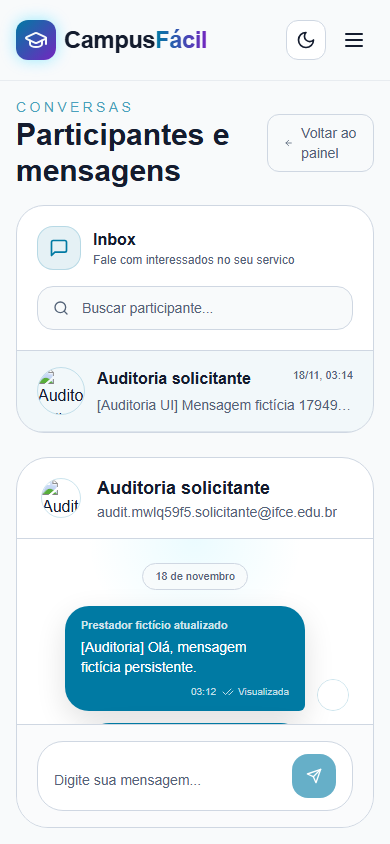 CampusFácil
CONVERSAS
Participantes e
mensagens
Voltar ao
painel
Inbox
Fale com interessados no seu servico
Buscar participante...
Audito
Auditoria solicitante
18/11, 03:14
[Auditoria UI] Mensagem fictícia 17949...
Audit
Auditoria solicitante
audit.mwlq59f5.solicitante@ifce.edu.br
18 de novembro
Prestador fictício atualizado
[Auditoria] Olá, mensagem
fictícia persistente.
03:12 Visualizada
Digite sua mensagem...